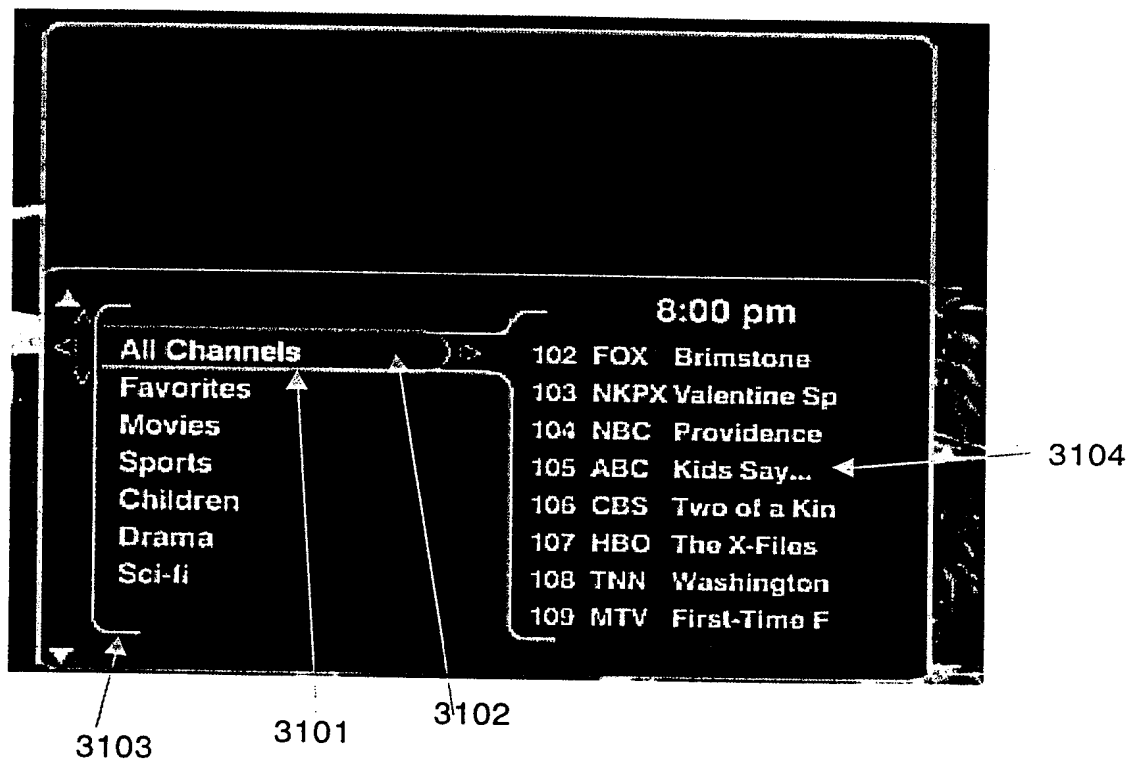 8:00 pm
All Channels
Favorites
Movies
Sports
Children
Drama
Sci-fi
102 FOX Brimstone
103 NKPX Valentine Sp
104 NBC Providence
105 ABC Kids Say...
106 CBS Two of a Kin
107 HBO The X-Files
108 TNN Washington
109 MTV First-Time F
3104
3103
3101
3102